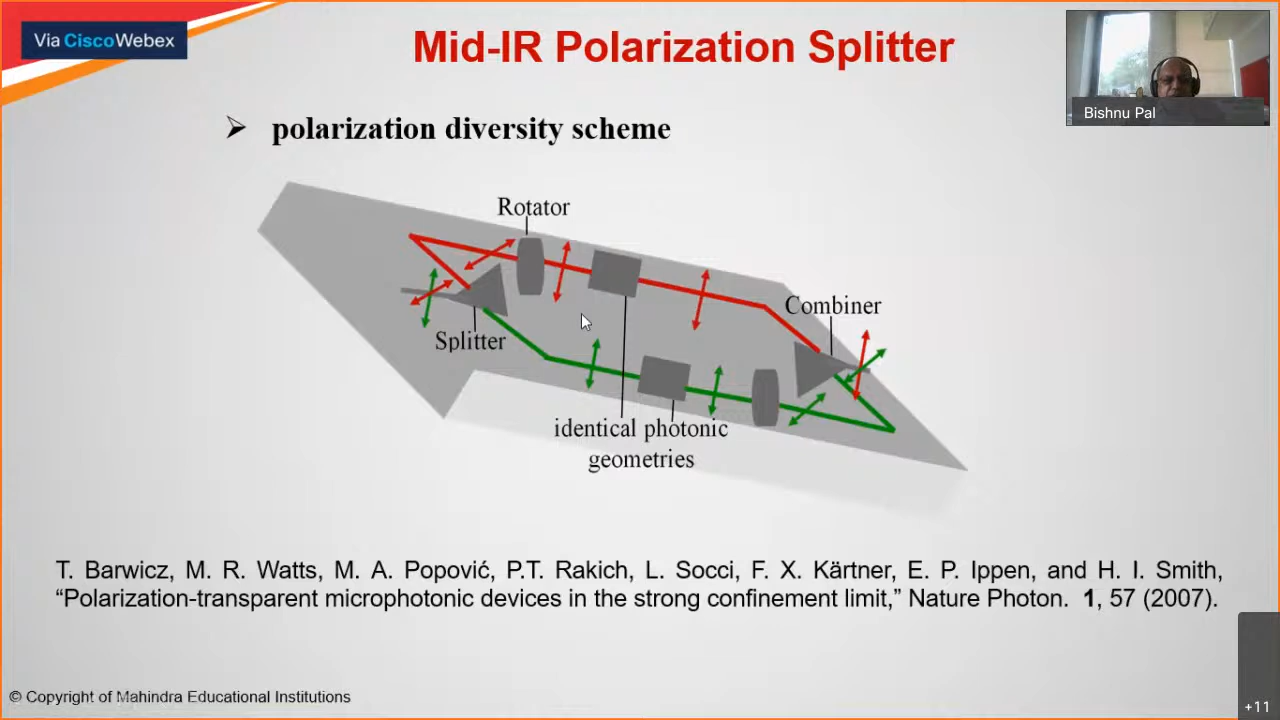 Via CiscoWebex
Mid-IR Polarization Splitter
Bishnu Pal
➢ polarization diversity scheme
Rotator
Combiner
Splitter
identical photonic
geometries
T. Barwicz, M. R. Watts, M. A. Popović, P.T. Rakich, L. Socci, F. X. Kärtner, E. P. Ippen, and H. I. Smith,
“Polarization-transparent microphotonic devices in the strong confinement limit,” Nature Photon. 1, 57 (2007).
© Copyright of Mahindra Educational Institutions
+11